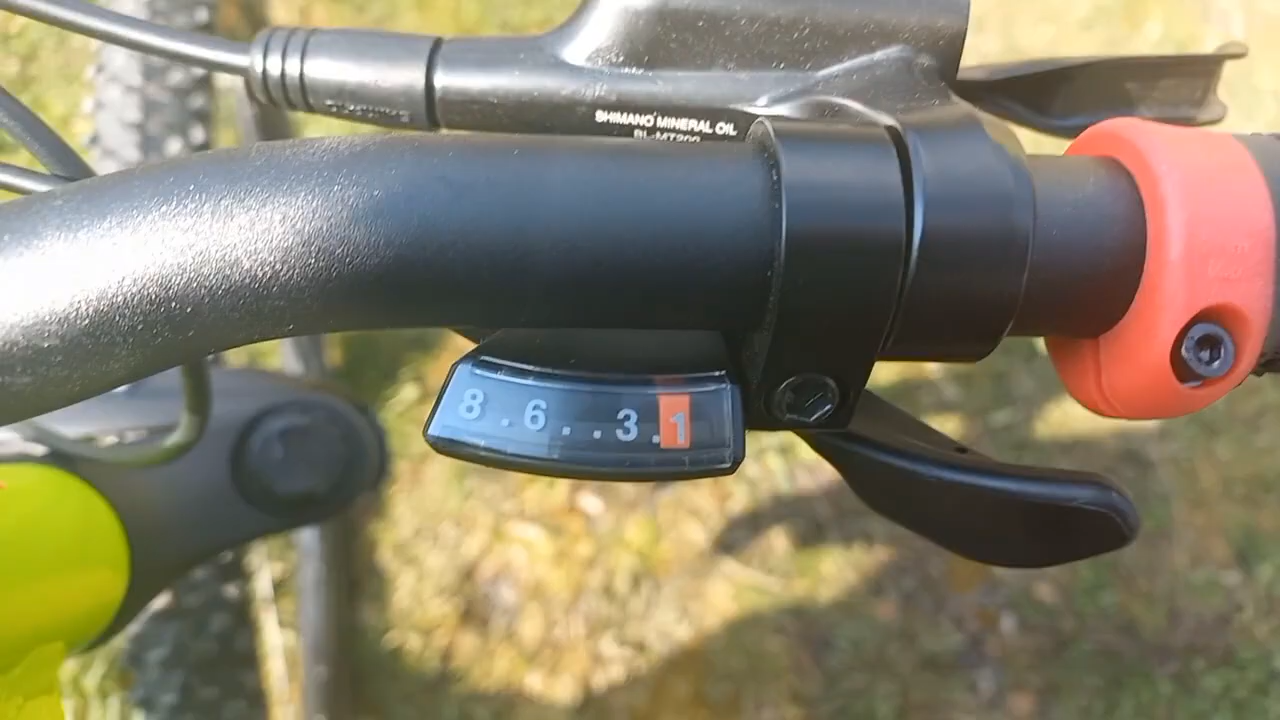 SHIMANO MINERAL OIL
BL-MT200
8 . 6 . . 3 . 1